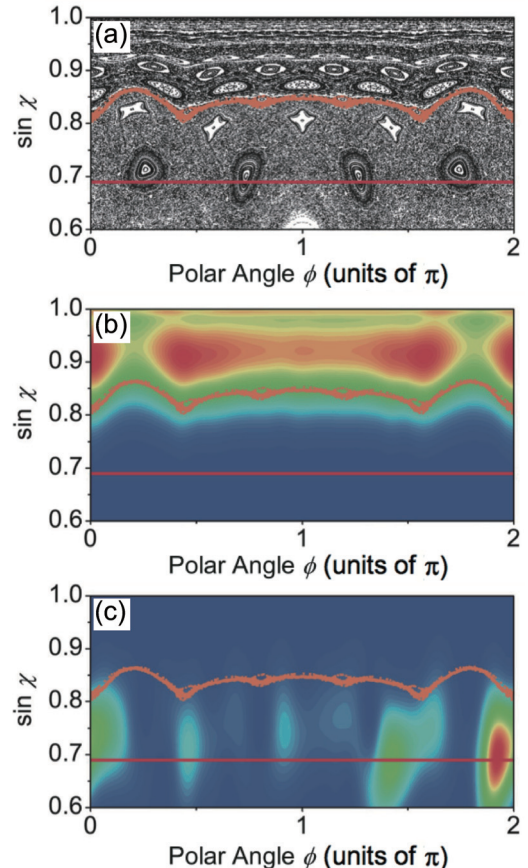 (a)
1.0
0.9
0.8
0.7
0.6
sin χ
0 1 2
Polar Angle ϕ (units of π)
(b)
1.0
0.9
0.8
0.7
0.6
sin χ
0 1 2
Polar Angle ϕ (units of π)
(c)
1.0
0.9
0.8
0.7
0.6
sin χ
0 1 2
Polar Angle ϕ (units of π)